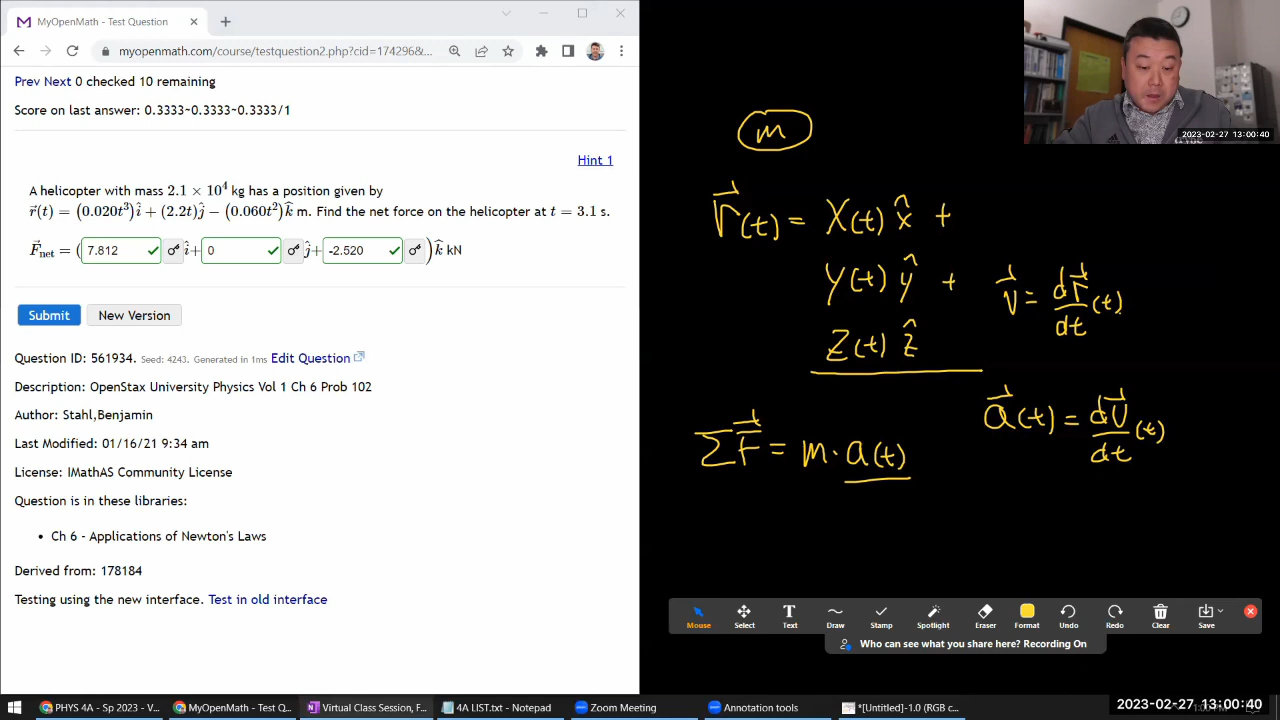 MyOpenMath - Test Question
myopenmath.com/course/testquestion2.php?cid=174296&...
Prev Next 0 checked 10 remaining
Score on last answer: 0.3333~0.3333~0.3333/1
Hint 1
A helicopter with mass 2.1 × 10⁴ kg has a position given by
r⃗(t) = (0.020t³)î + (2.2t)ĵ − (0.060t²)k̂ m. Find the net force on the helicopter at t = 3.1 s.
F⃗net = ( 7.812 î+ 0 ĵ+ -2.520 )k̂ kN
Submit New Version
Question ID: 561934. Seed: 4243. Generated in 1ms Edit Question
Description: OpenStax University Physics Vol 1 Ch 6 Prob 102
Author: Stahl,Benjamin
Last Modified: 01/16/21 9:34 am
License: IMathAS Community License
Question is in these libraries:
• Ch 6 - Applications of Newton's Laws
Derived from: 178184
Testing using the new interface. Test in old interface
m
r⃗(t) = X(t) x̂ +
y(t) ŷ +
Z(t) ẑ
v⃗ = dr⃗/dt (t)
a⃗(t) = dv⃗/dt (t)
ΣF⃗ = m · a(t)
2023-02-27 13:00:40
Mouse Select Text Draw Stamp Spotlight Eraser Format Undo Redo Clear Save
Who can see what you share here? Recording On
PHYS 4A - Sp 2023 - V... MyOpenMath - Test Q... Virtual Class Session, F... 4A LIST.txt - Notepad Zoom Meeting Annotation tools *[Untitled]-1.0 (RGB c...
2023-02-27 13:00:40